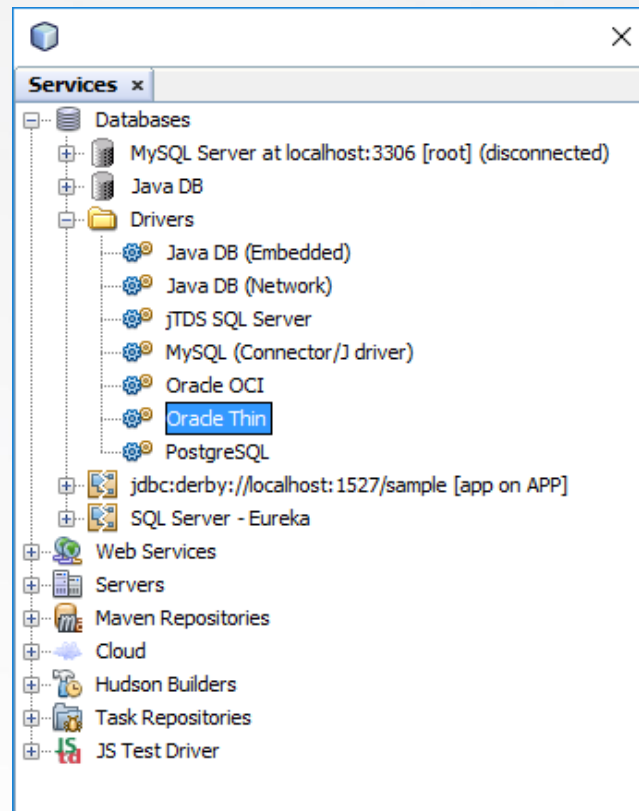 Services
Databases
MySQL Server at localhost:3306 [root] (disconnected)
Java DB
Drivers
Java DB (Embedded)
Java DB (Network)
jTDS SQL Server
MySQL (Connector/J driver)
Oracle OCI
Oracle Thin
PostgreSQL
jdbc:derby://localhost:1527/sample [app on APP]
SQL Server - Eureka
Web Services
Servers
Maven Repositories
Cloud
Hudson Builders
Task Repositories
JS Test Driver